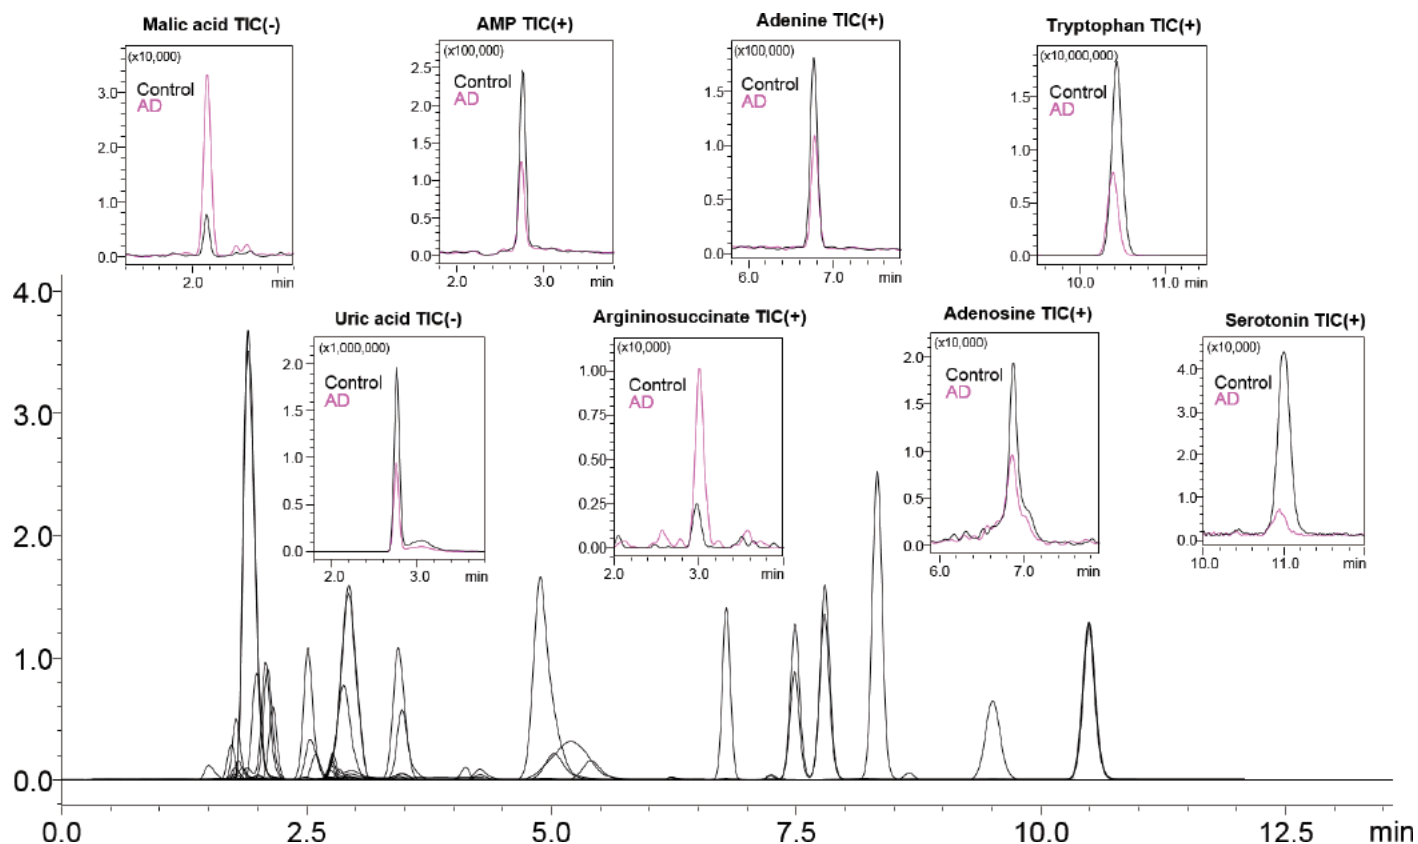 Malic acid TIC(-)
(x10,000)
Control
AD
3.0
2.0
1.0
0.0
2.0 min
AMP TIC(+)
(x100,000)
Control
AD
2.5
2.0
1.5
1.0
0.5
0.0
2.0 3.0 min
Adenine TIC(+)
(x100,000)
Control
AD
1.5
1.0
0.5
0.0
6.0 7.0 min
Tryptophan TIC(+)
(x10,000,000)
Control
AD
1.5
1.0
0.5
0.0
10.0 11.0 min
Uric acid TIC(-)
(x1,000,000)
Control
AD
2.0
1.5
1.0
0.5
0.0
2.0 3.0 min
Argininosuccinate TIC(+)
(x10,000)
Control
AD
1.00
0.75
0.50
0.25
0.00
2.0 3.0 min
Adenosine TIC(+)
(x10,000)
Control
AD
2.0
1.5
1.0
0.5
0.0
6.0 7.0 min
Serotonin TIC(+)
(x10,000)
Control
AD
4.0
3.0
2.0
1.0
0.0
10.0 11.0 min
4.0
3.0
2.0
1.0
0.0
0.0 2.5 5.0 7.5 10.0 12.5 min